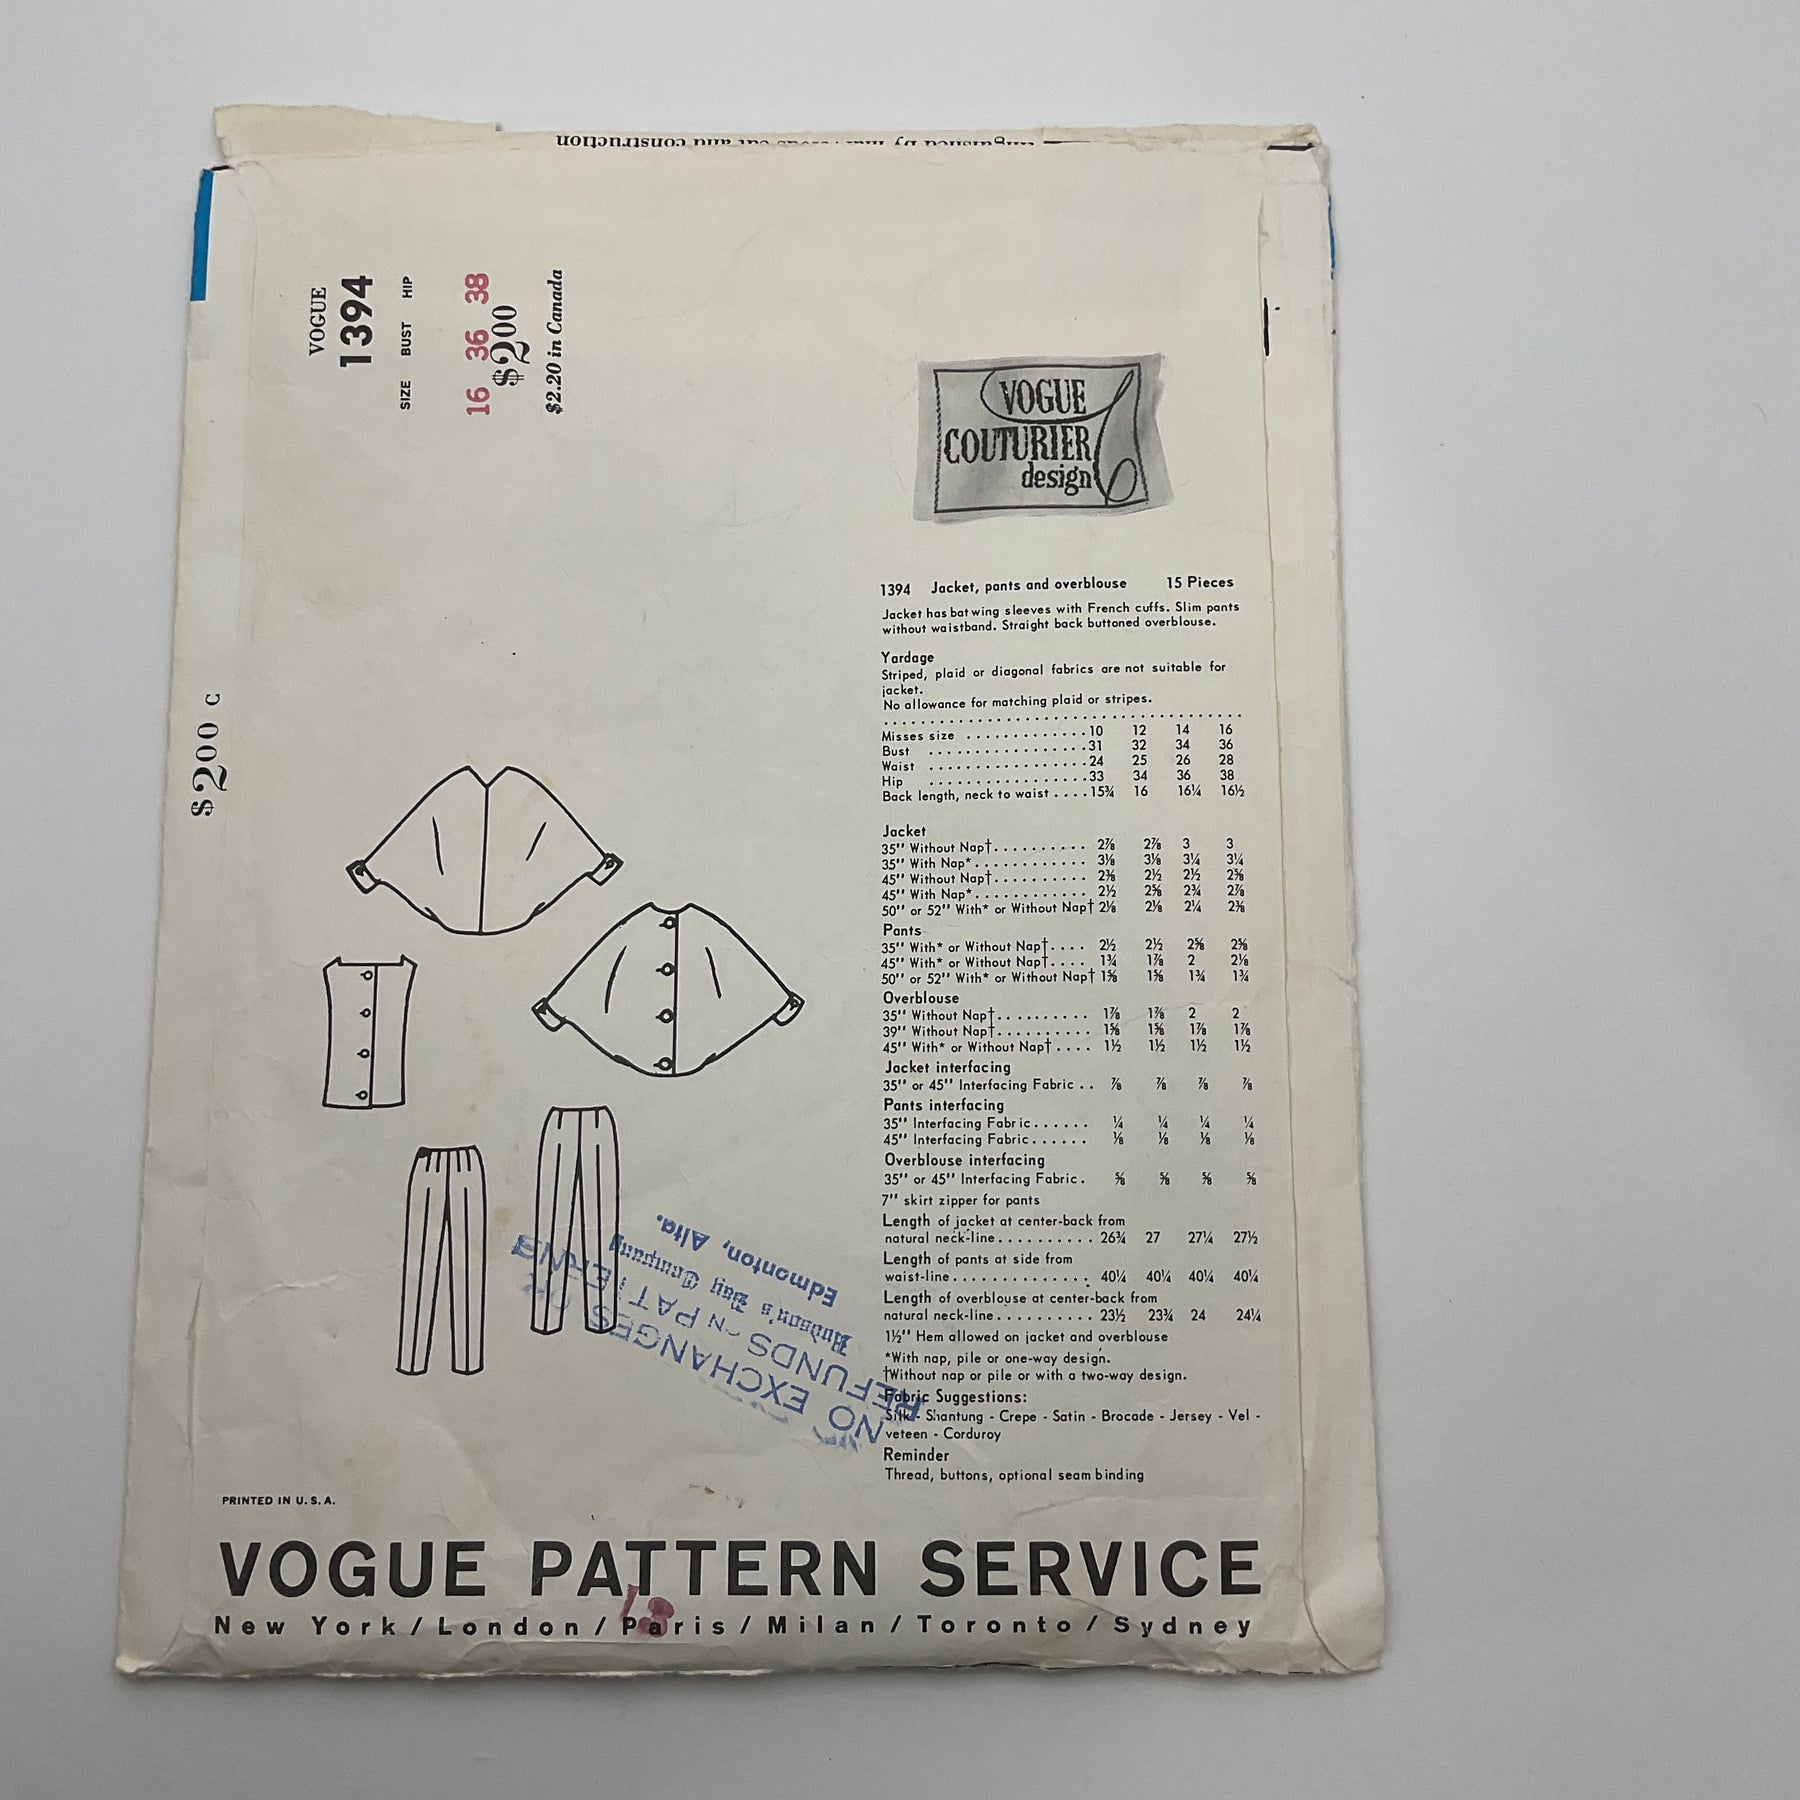 inguished by
cut and construction
VOGUE
1394
SIZE BUST HIP
16 36 38
$2.00
$2.20 in Canada
$2.00 C
VOGUE
COUTURIER
design
1394 Jacket, pants and overblouse 15 Pieces
Jacket has bat wing sleeves with French cuffs. Slim pants
without waistband. Straight back buttoned overblouse.
Yardage
Striped, plaid or diagonal fabrics are not suitable for
jacket.
No allowance for matching plaid or stripes.
Misses size .............10 12 14 16
Bust .................31 32 34 36
Waist .................24 25 26 28
Hip .................33 34 36 38
Back length, neck to waist ....15¾ 16 16¼ 16½
Jacket
35'' Without Nap†.......... 2⅞ 2⅞ 3 3
35'' With Nap*............ 3⅛ 3⅛ 3¼ 3¼
45'' Without Nap†.......... 2⅜ 2½ 2½ 2⅝
45'' With Nap*............ 2½ 2⅝ 2¾ 2⅞
50'' or 52'' With* or Without Nap† 2⅛ 2⅛ 2¼ 2⅜
Pants
35'' With* or Without Nap†.... 2½ 2½ 2⅝ 2⅝
45'' With* or Without Nap†.... 1¾ 1⅞ 2 2⅛
50'' or 52'' With* or Without Nap† 1⅝ 1⅝ 1¾ 1¾
Overblouse
35'' Without Nap†.......... 1⅞ 1⅞ 2 2
39'' Without Nap†.......... 1⅝ 1⅝ 1⅞ 1⅞
45'' With* or Without Nap† .... 1½ 1½ 1½ 1½
Jacket interfacing
35'' or 45'' Interfacing Fabric .. ⅞ ⅞ ⅞ ⅞
Pants interfacing
35'' Interfacing Fabric...... ¼ ¼ ¼ ¼
45'' Interfacing Fabric...... ⅛ ⅛ ⅛ ⅛
Overblouse interfacing
35'' or 45'' Interfacing Fabric. ⅝ ⅝ ⅝ ⅝
7'' skirt zipper for pants
Length of jacket at center-back from
natural neck-line.......... 26¾ 27 27¼ 27½
Length of pants at side from
waist-line.............. 40¼ 40¼ 40¼ 40¼
Length of overblouse at center-back from
natural neck-line.......... 23½ 23¾ 24 24¼
1½'' Hem allowed on jacket and overblouse
*With nap, pile or one-way design.
†Without nap or pile or with a two-way design.
Fabric Suggestions:
Silk - Shantung - Crepe - Satin - Brocade - Jersey - Vel -
veteen - Corduroy
Reminder
Thread, buttons, optional seam binding
NO EXCHANGES OR
REFUNDS ON PATTERNS
Hudson's Bay Company
Edmonton, Alta.
PRINTED IN U. S. A.
VOGUE PATTERN SERVICE
New York / London / Paris / Milan / Toronto / Sydney